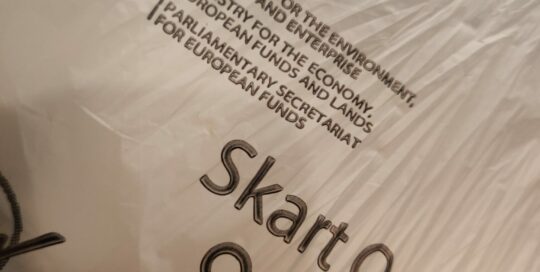 OR THE ENVIRONMENT,
AND ENTERPRISE
STRY FOR THE ECONOMY,
UROPEAN FUNDS AND LANDS
PARLIAMENTARY SECRETARIAT
FOR EUROPEAN FUNDS
Skart O